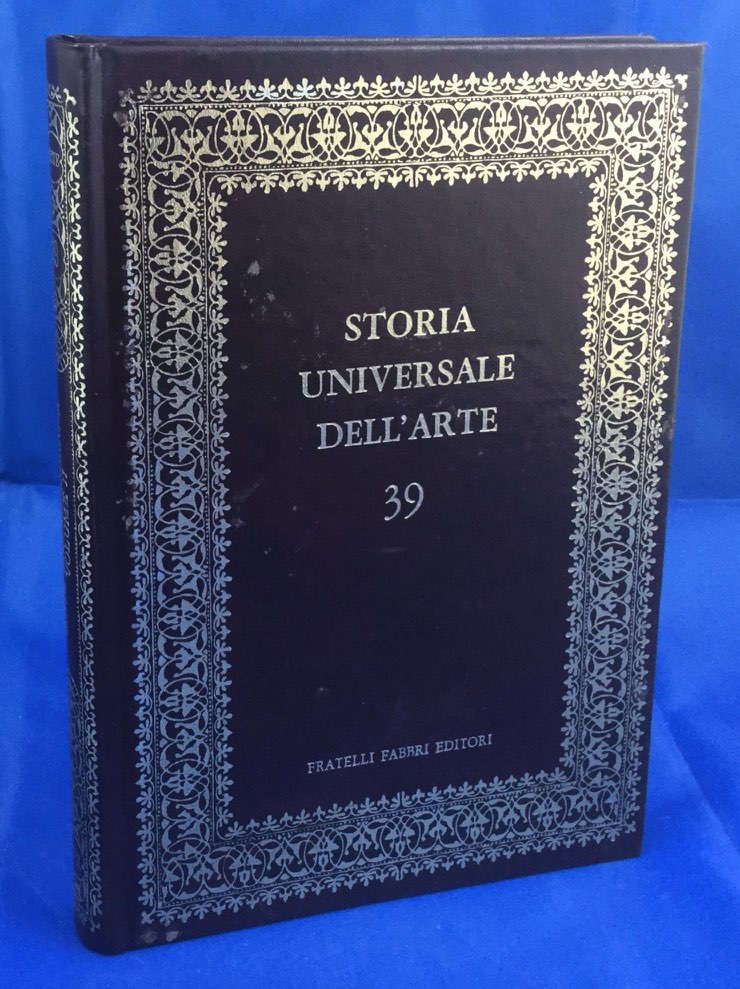 STORIA
UNIVERSALE
DELL'ARTE
39
FRATELLI FABBRI EDITORI